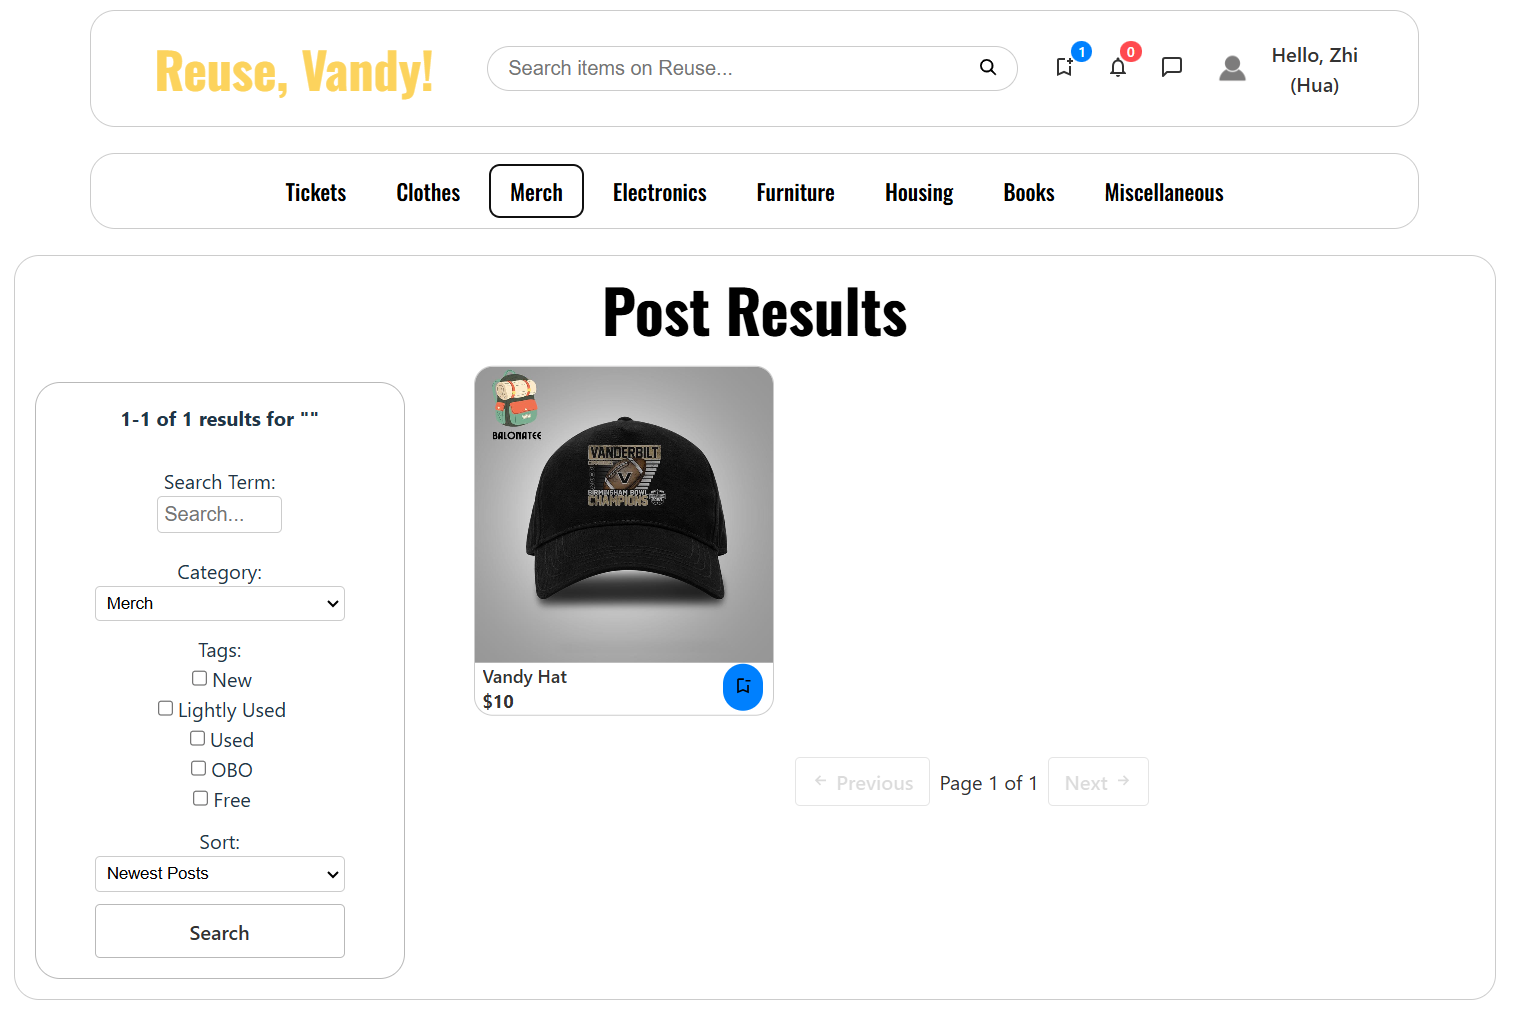 Reuse, Vandy!
Search items on Reuse...
1
0
Hello, Zhi
(Hua)
Tickets
Clothes
Merch
Electronics
Furniture
Housing
Books
Miscellaneous
Post Results
1-1 of 1 results for ""
Search Term:
Search...
Category:
Merch
Tags:
New
Lightly Used
Used
OBO
Free
Sort:
Newest Posts
Search
BALONATEE
VANDERBILT
V
BIRMINGHAM BOWL
CHAMPIONS
Vandy Hat
$10
Previous
Page 1 of 1
Next